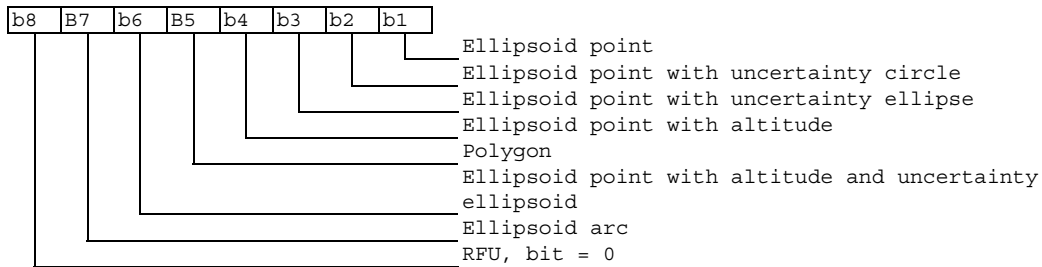 b8 B7 b6 B5 b4 b3 b2 b1
Ellipsoid point
Ellipsoid point with uncertainty circle
Ellipsoid point with uncertainty ellipse
Ellipsoid point with altitude
Polygon
Ellipsoid point with altitude and uncertainty
ellipsoid
Ellipsoid arc
RFU, bit = 0